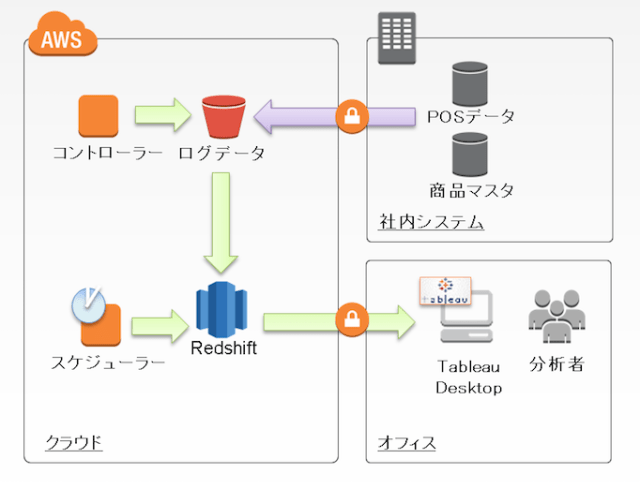 AWS
コントローラー
ログデータ
POSデータ
商品マスタ
社内システム
スケジューラー
Redshift
クラウド
+ableau
Tableau
Desktop
分析者
オフィス